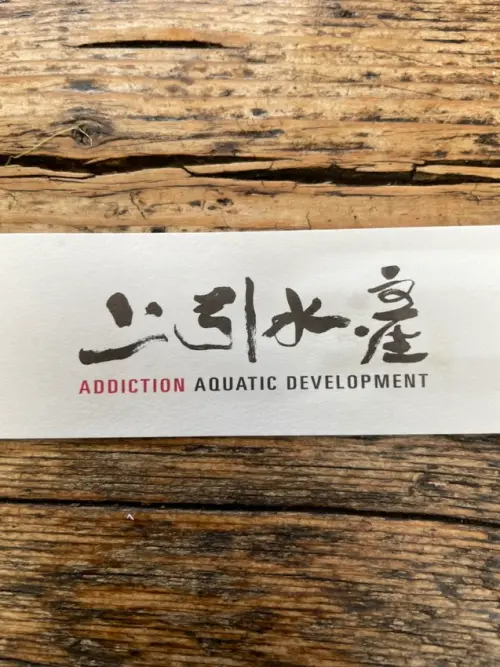 上引水產
ADDICTION AQUATIC DEVELOPMENT